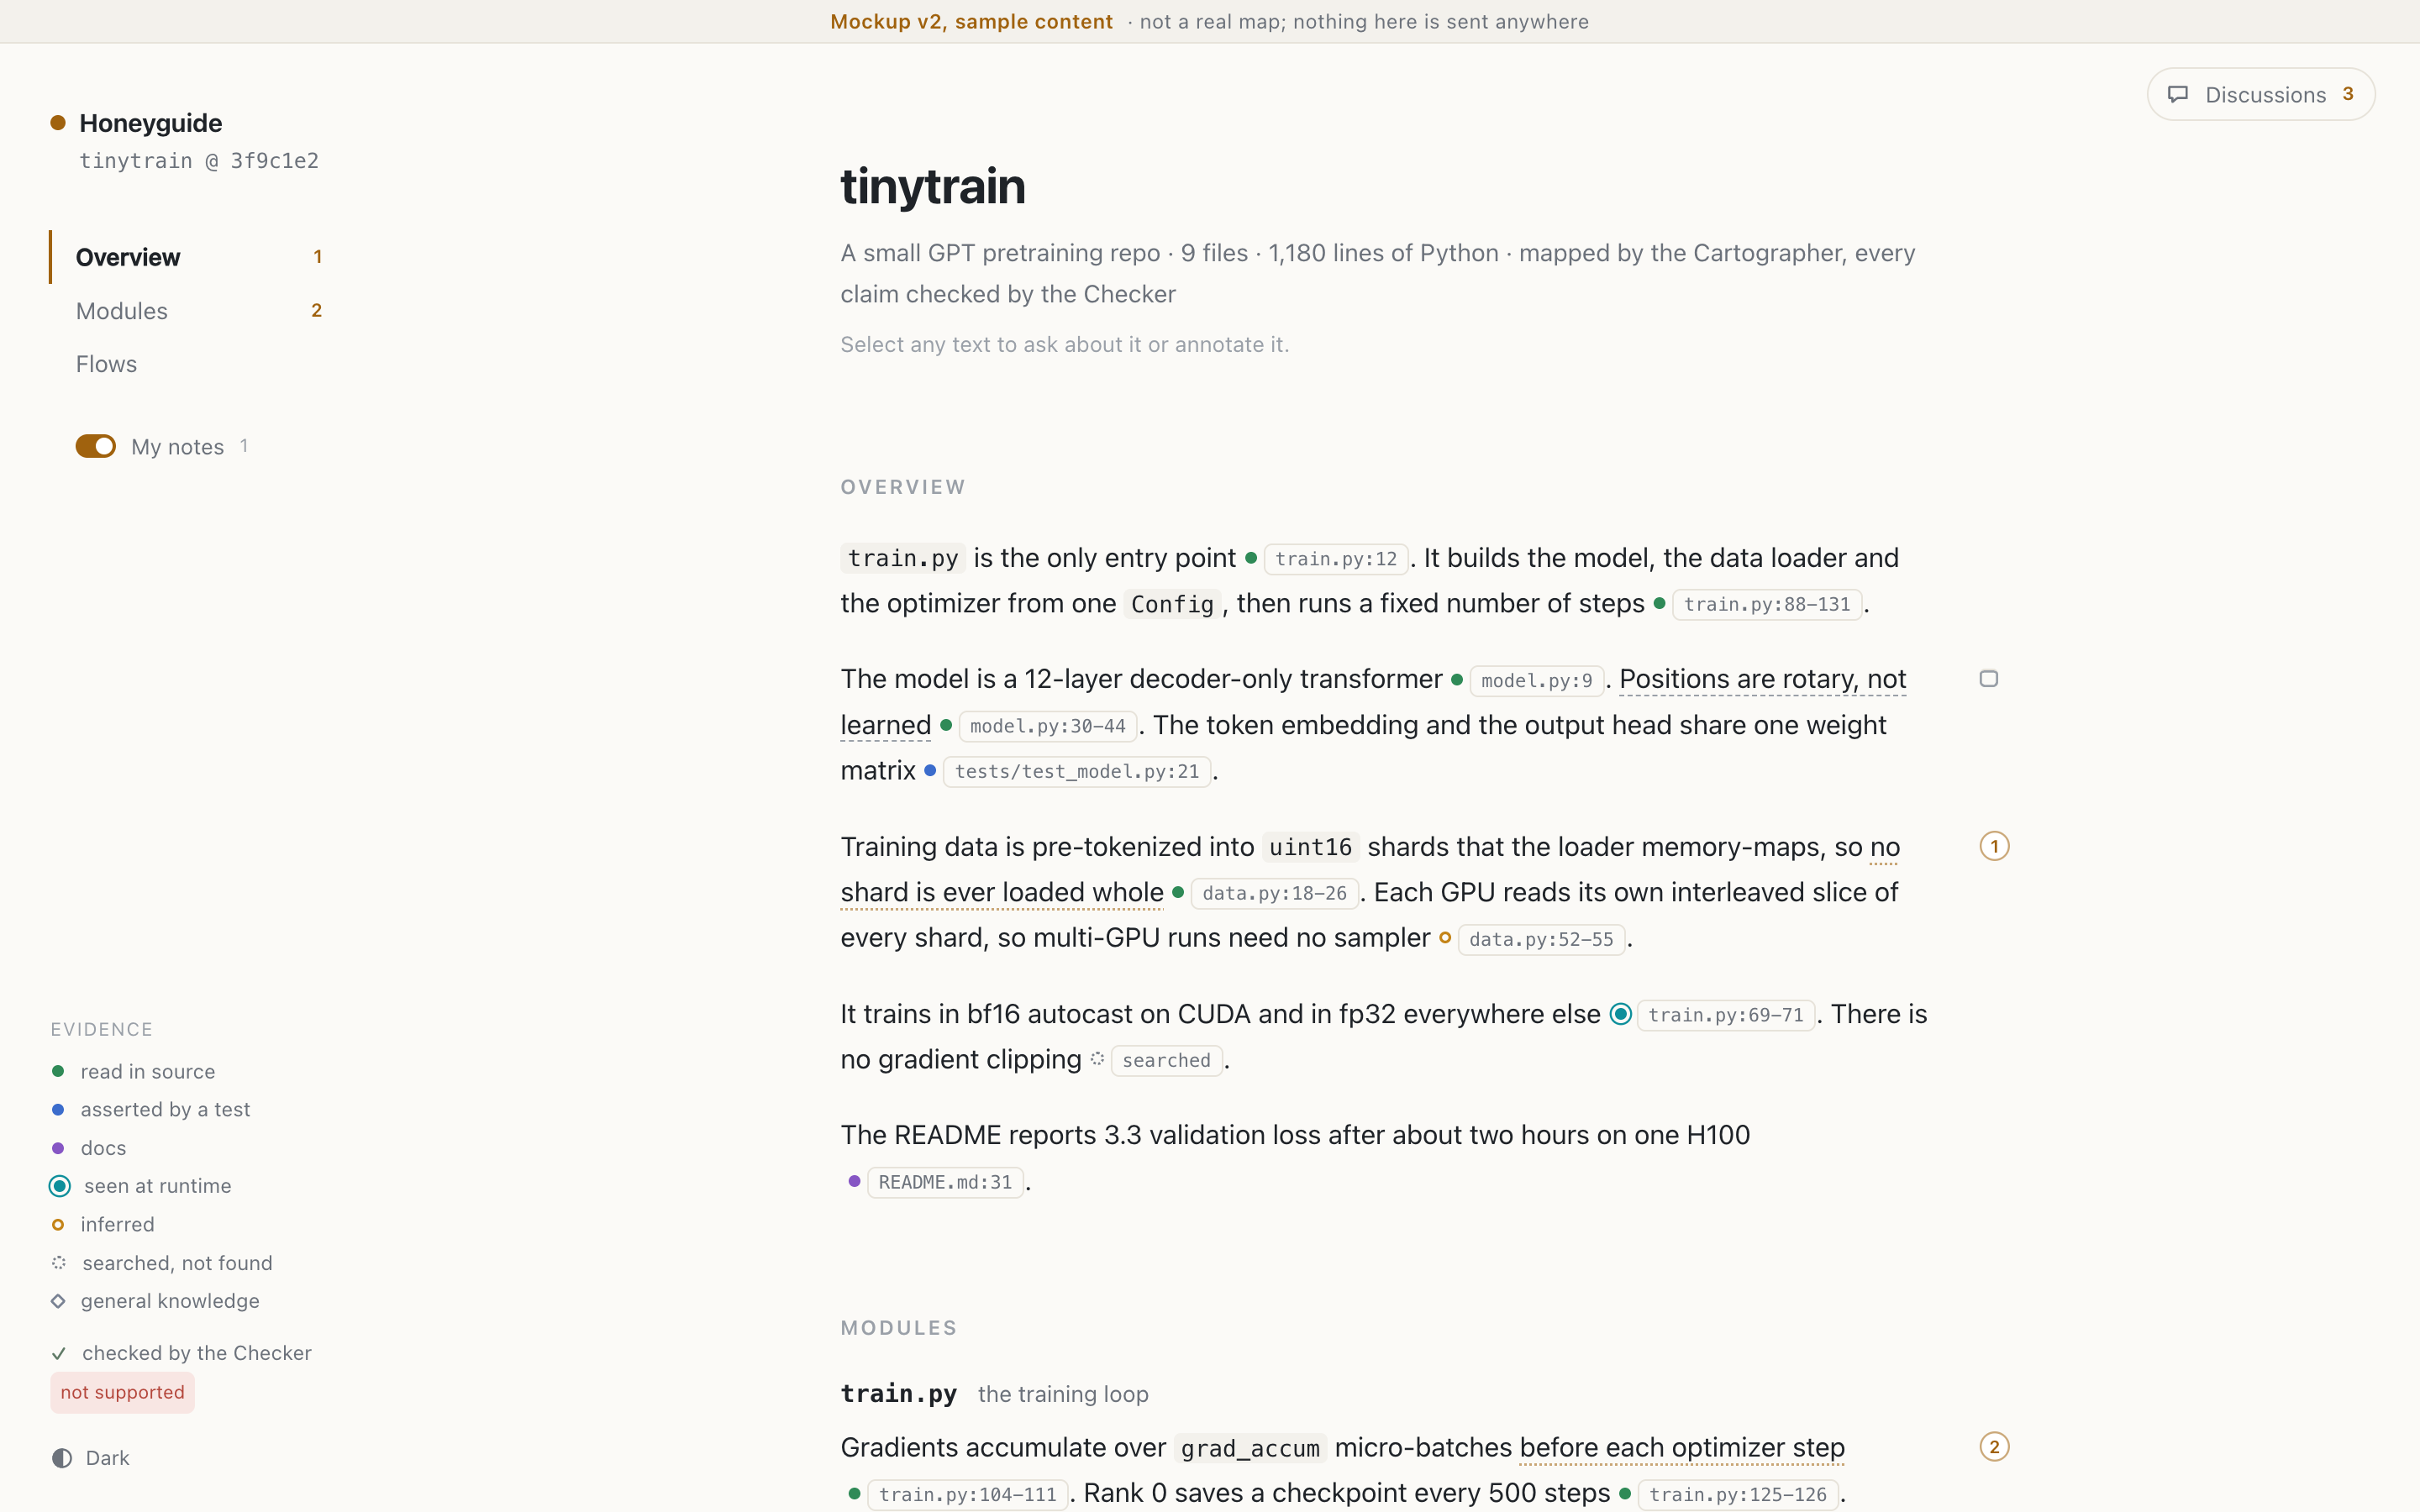 Mockup v2, sample content · not a real map; nothing here is sent anywhere
Discussions 3
Honeyguide
tinytrain @ 3f9c1e2
Overview 1
Modules 2
Flows
My notes 1
EVIDENCE
read in source
asserted by a test
docs
seen at runtime
inferred
searched, not found
general knowledge
checked by the Checker
not supported
Dark
tinytrain
A small GPT pretraining repo · 9 files · 1,180 lines of Python · mapped by the Cartographer, every
claim checked by the Checker
Select any text to ask about it or annotate it.
OVERVIEW
train.py is the only entry point train.py:12. It builds the model, the data loader and
the optimizer from one Config, then runs a fixed number of steps train.py:88–131.
The model is a 12-layer decoder-only transformer model.py:9. Positions are rotary, not
learned model.py:30–44. The token embedding and the output head share one weight
matrix tests/test_model.py:21.
Training data is pre-tokenized into uint16 shards that the loader memory-maps, so no
1
shard is ever loaded whole data.py:18–26. Each GPU reads its own interleaved slice of
every shard, so multi-GPU runs need no sampler data.py:52–55.
It trains in bf16 autocast on CUDA and in fp32 everywhere else train.py:69–71. There is
no gradient clipping searched.
The README reports 3.3 validation loss after about two hours on one H100
README.md:31.
MODULES
train.py the training loop
Gradients accumulate over grad_accum micro-batches before each optimizer step
2
train.py:104–111. Rank 0 saves a checkpoint every 500 steps train.py:125–126.